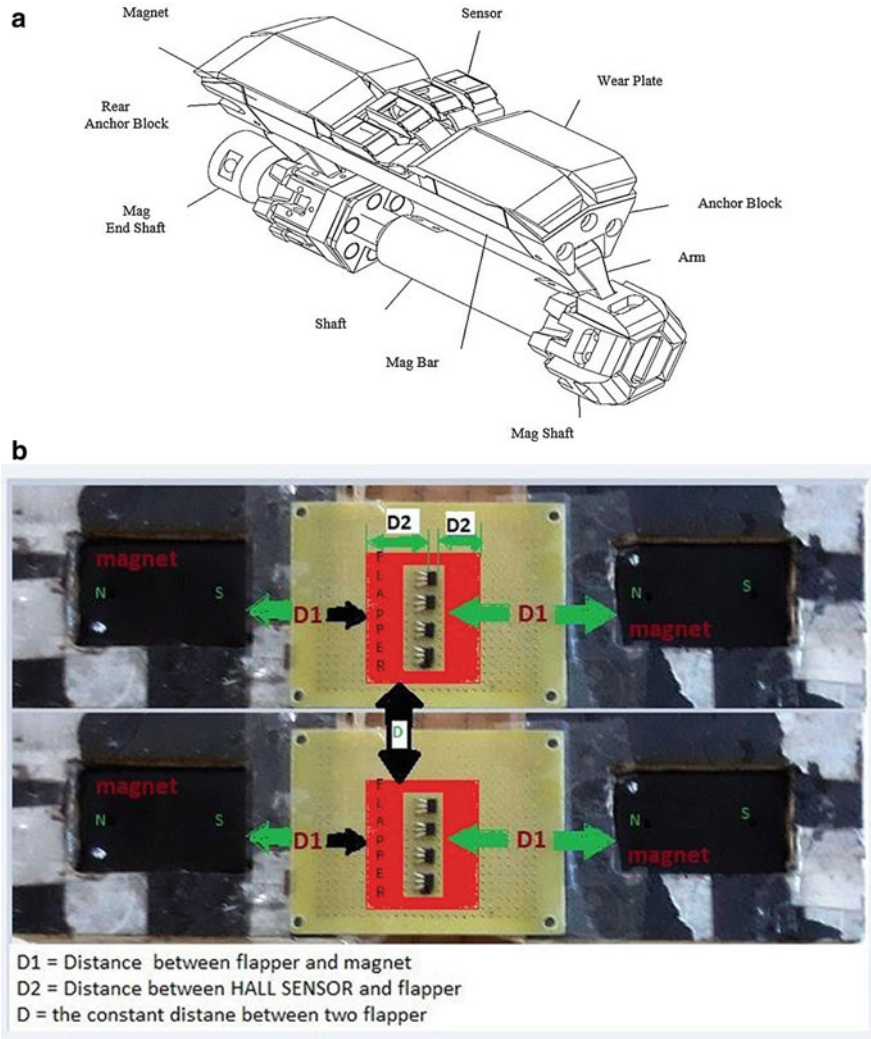 a
Magnet
Sensor
Wear Plate
Rear
Anchor Block
Mag
End Shaft
Anchor Block
Arm
Shaft
Mag Bar
Mag Shaft
b
D2 D2
magnet
N S
FLAPPER
D1
D1
N S
magnet
D
magnet
N S
FLAPPER
D1
D1
N S
magnet
D1 = Distance between flapper and magnet
D2 = Distance between HALL SENSOR and flapper
D = the constant distane between two flapper